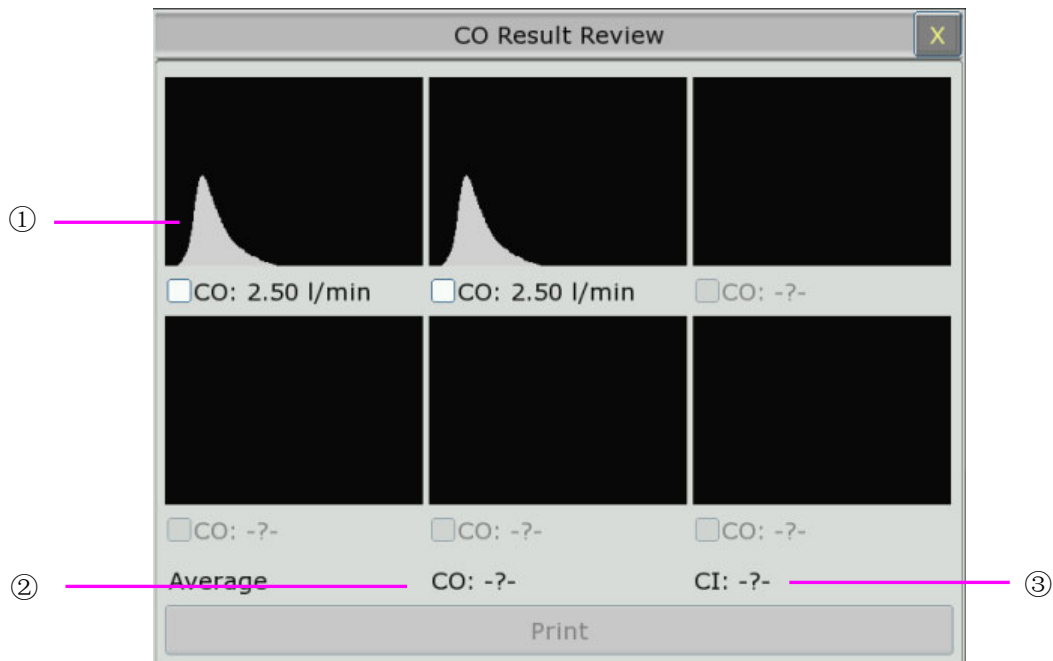 CO Result Review X
①
CO: 2.50 l/min CO: 2.50 l/min CO: -?-
CO: -?- CO: -?- CO: -?-
② Average CO: -?- CI: -?- ③
Print